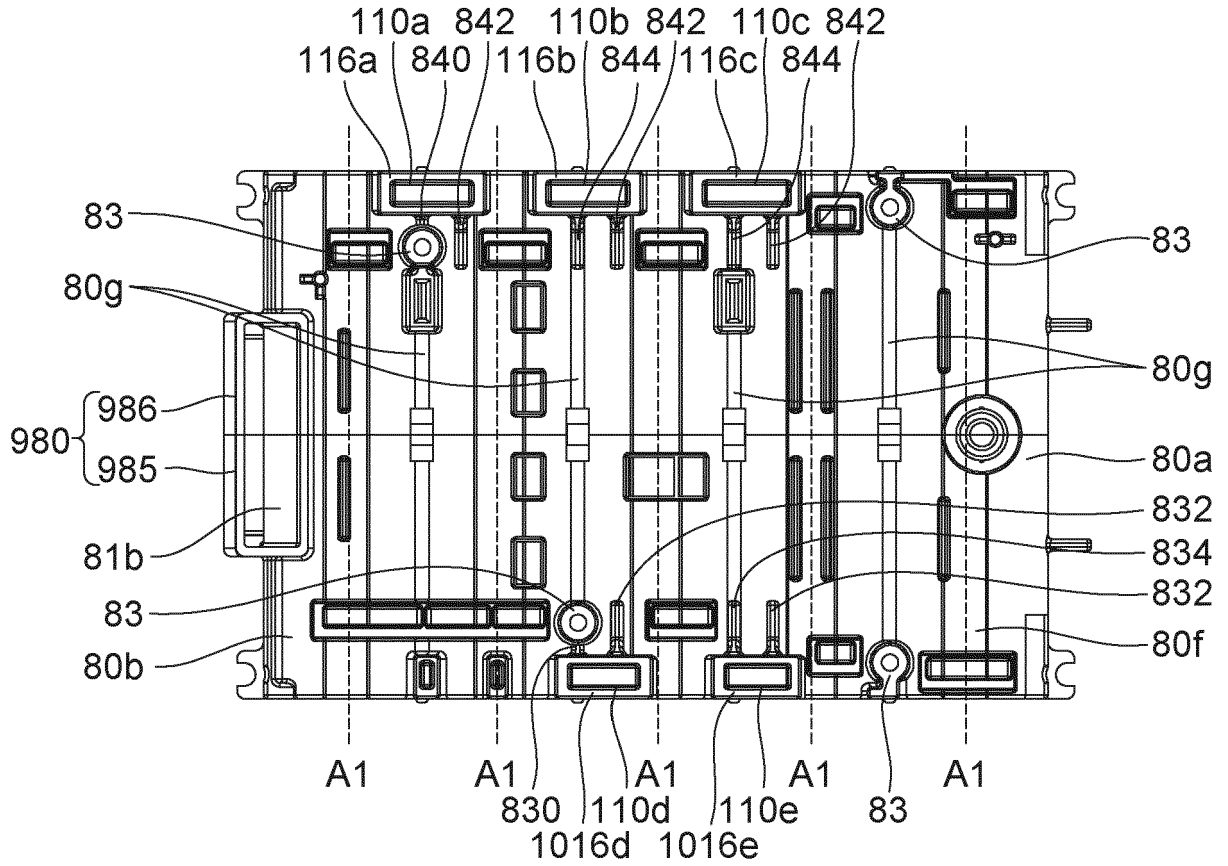 110a 842 110b 842 110c 842
116a 840 116b 844 116c 844
83 83
80g
80g
986
980
985 80a
832
81b 834
83 832
80b 80f
A1 A1 A1 A1 A1
830 110d 110e 83
1016d 1016e